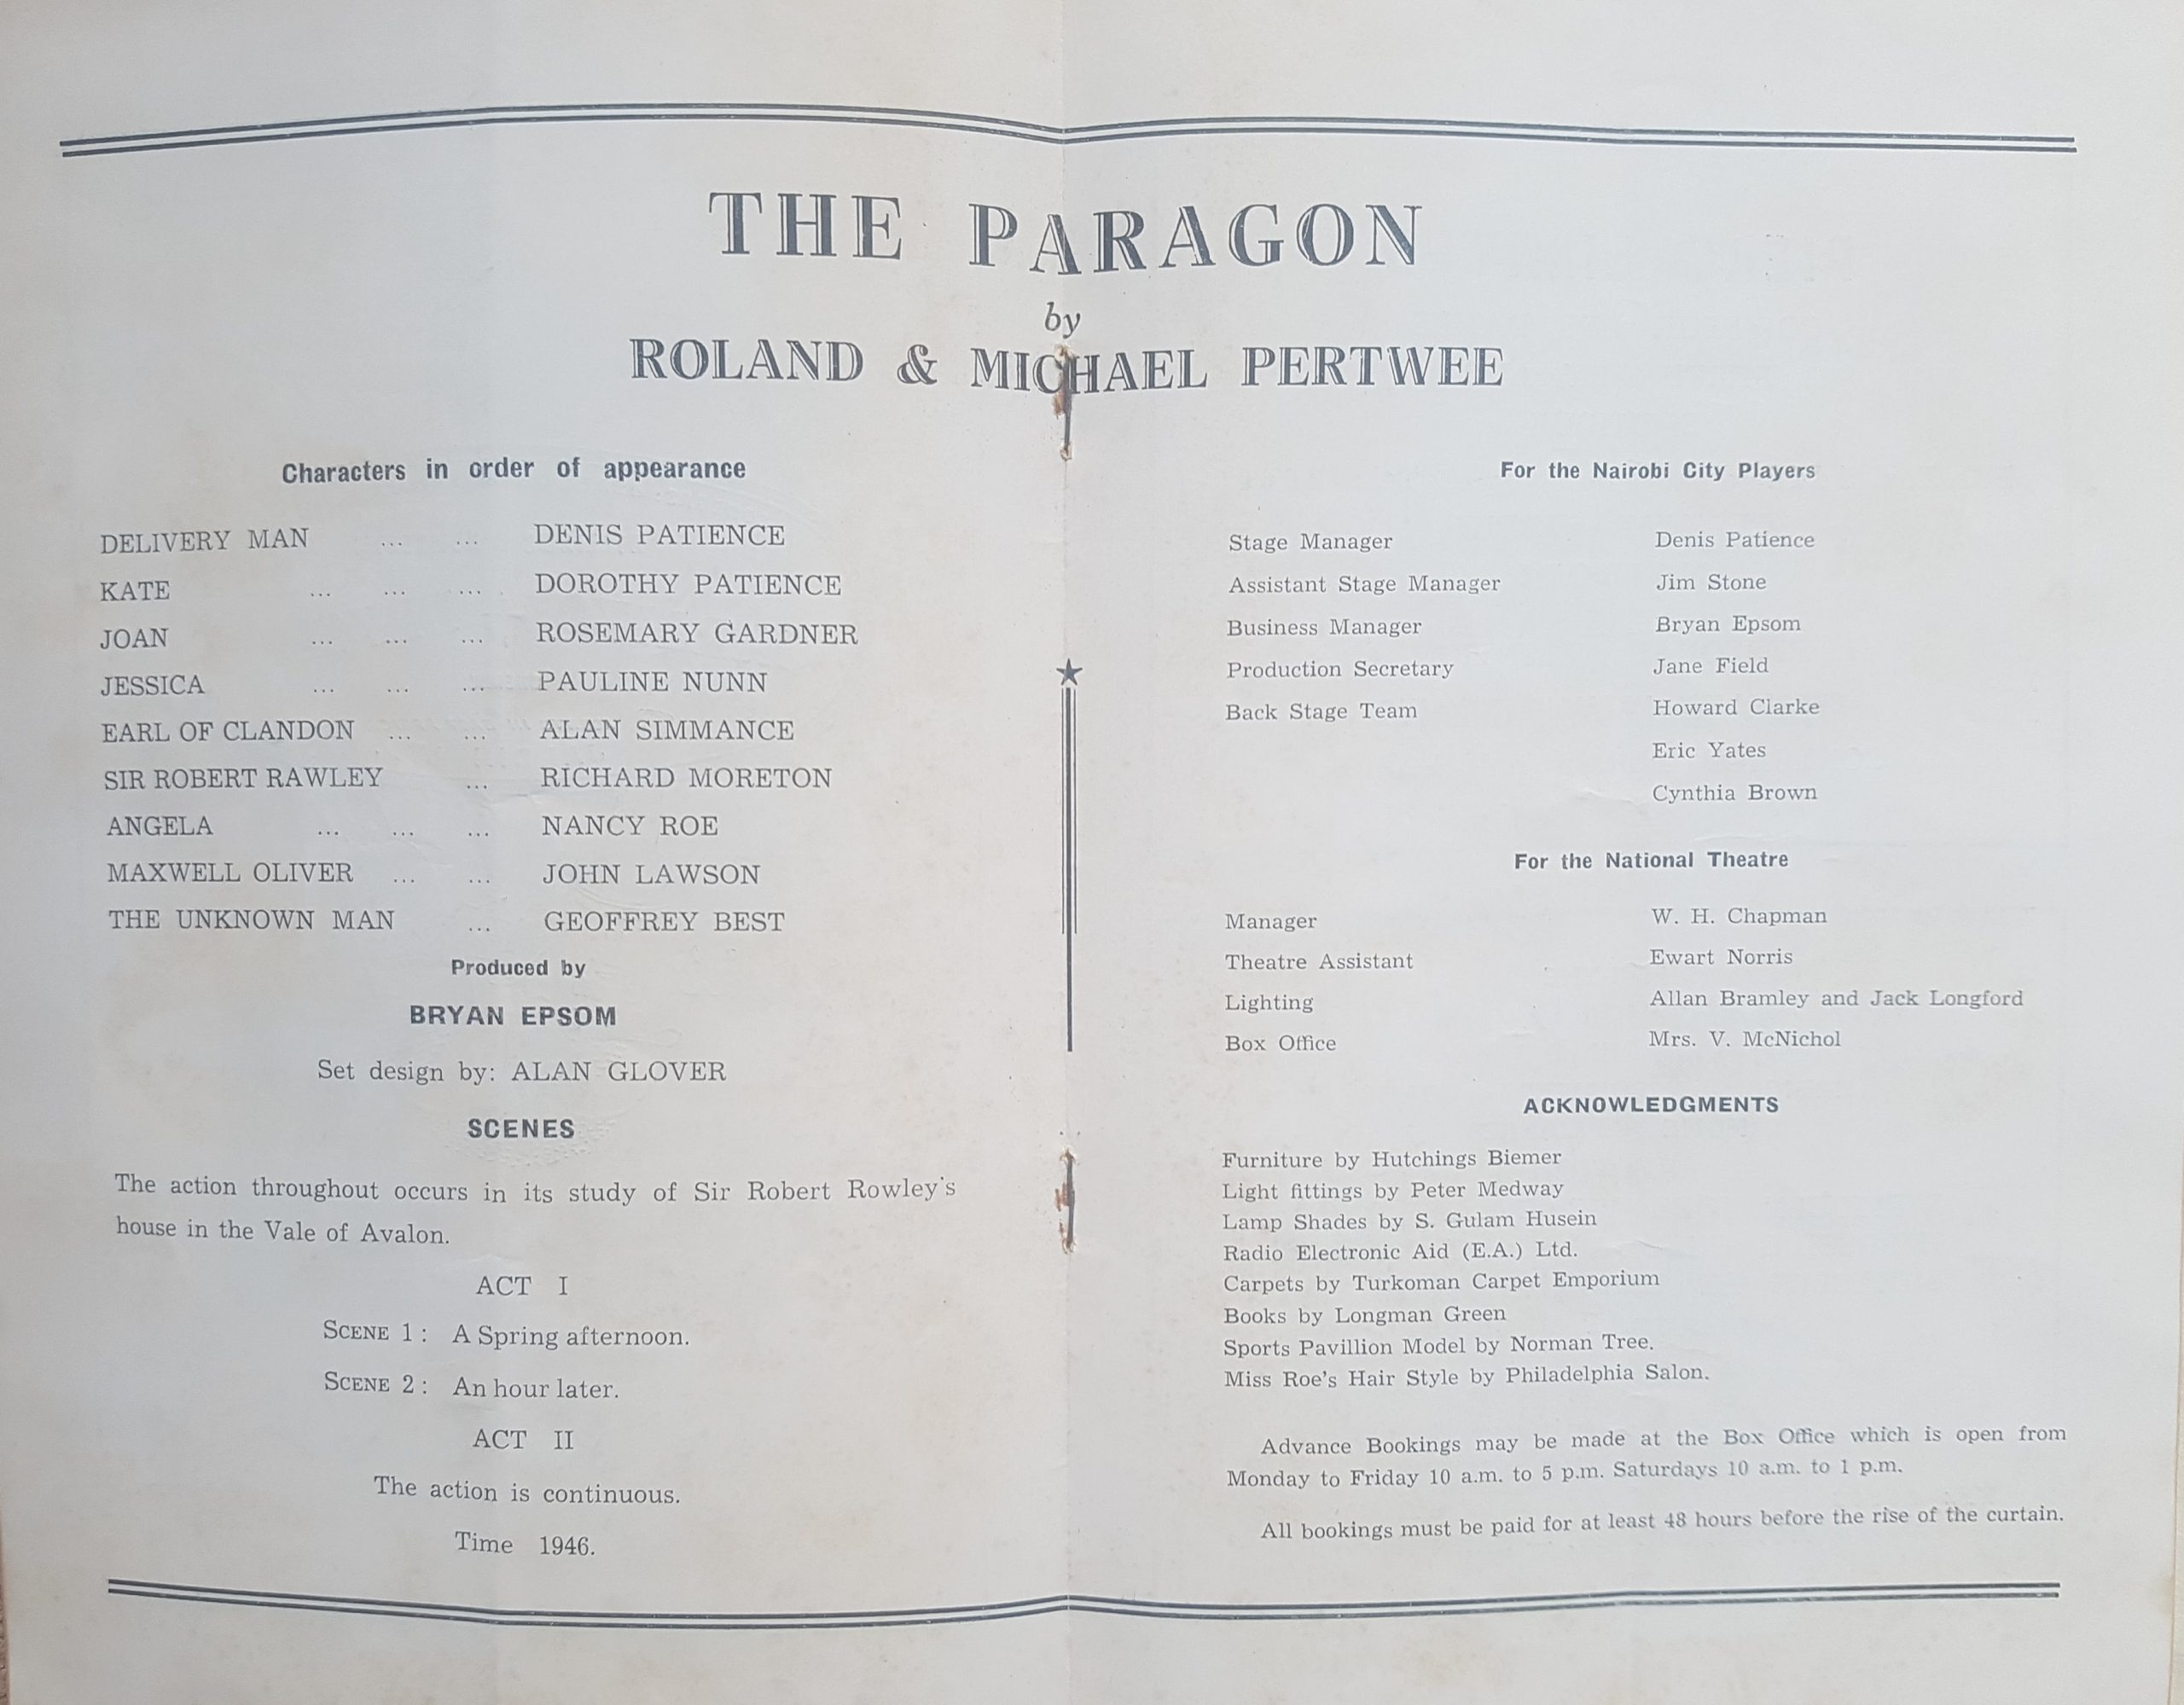 THE PARAGON
by
ROLAND & MICHAEL PERTWEE
Characters in order of appearance
DELIVERY MAN ... ... DENIS PATIENCE
KATE ... ... ... DOROTHY PATIENCE
JOAN ... ... ... ROSEMARY GARDNER
JESSICA ... ... ... PAULINE NUNN
EARL OF CLANDON ... ... ALAN SIMMANCE
SIR ROBERT RAWLEY ... RICHARD MORETON
ANGELA ... ... ... NANCY ROE
MAXWELL OLIVER ... ... JOHN LAWSON
THE UNKNOWN MAN ... GEOFFREY BEST
Produced by
BRYAN EPSOM
Set design by: ALAN GLOVER
SCENES
The action throughout occurs in its study of Sir Robert Rowley's
house in the Vale of Avalon.
ACT I
SCENE 1: A Spring afternoon.
SCENE 2: An hour later.
ACT II
The action is continuous.
Time 1946.
For the Nairobi City Players
Stage Manager Denis Patience
Assistant Stage Manager Jim Stone
Business Manager Bryan Epsom
Production Secretary Jane Field
Back Stage Team Howard Clarke
Eric Yates
Cynthia Brown
For the National Theatre
Manager W. H. Chapman
Theatre Assistant Ewart Norris
Lighting Allan Bramley and Jack Longford
Box Office Mrs. V. McNichol
ACKNOWLEDGMENTS
Furniture by Hutchings Biemer
Light fittings by Peter Medway
Lamp Shades by S. Gulam Husein
Radio Electronic Aid (E.A.) Ltd.
Carpets by Turkoman Carpet Emporium
Books by Longman Green
Sports Pavillion Model by Norman Tree.
Miss Roe's Hair Style by Philadelphia Salon.
Advance Bookings may be made at the Box Office which is open from
Monday to Friday 10 a.m. to 5 p.m. Saturdays 10 a.m. to 1 p.m.
All bookings must be paid for at least 48 hours before the rise of the curtain.